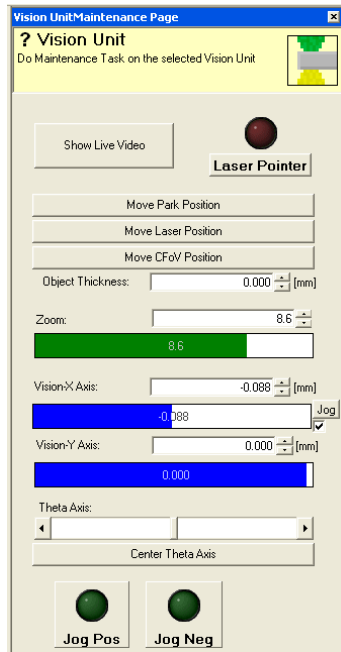 Vision UnitMaintenance Page
? Vision Unit
Do Maintenance Task on the selected Vision Unit
Show Live Video
Laser Pointer
Move Park Position
Move Laser Position
Move CFoV Position
Object Thickness: 0.000 [mm]
Zoom: 8.6
8.6
Vision-X Axis: -0.088 [mm]
-0.088 Jog
Vision-Y Axis: 0.000 [mm]
0.000
Theta Axis:
Center Theta Axis
Jog Pos Jog Neg